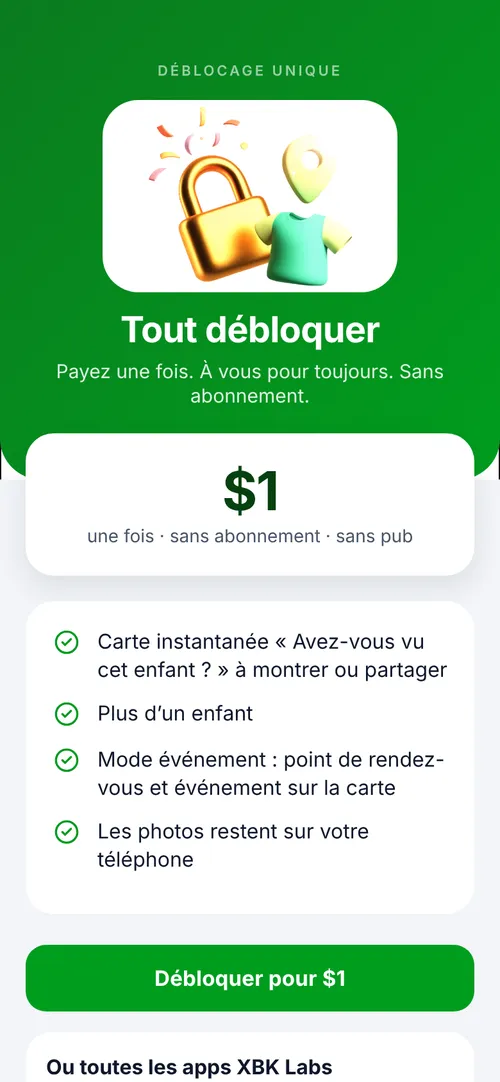 DÉBLOCAGE UNIQUE
Tout débloquer
Payez une fois. À vous pour toujours. Sans
abonnement.
$1
une fois · sans abonnement · sans pub
Carte instantanée « Avez-vous vu
cet enfant ? » à montrer ou partager
Plus d’un enfant
Mode événement : point de rendez-
vous et événement sur la carte
Les photos restent sur votre
téléphone
Débloquer pour $1
Ou toutes les apps XBK Labs